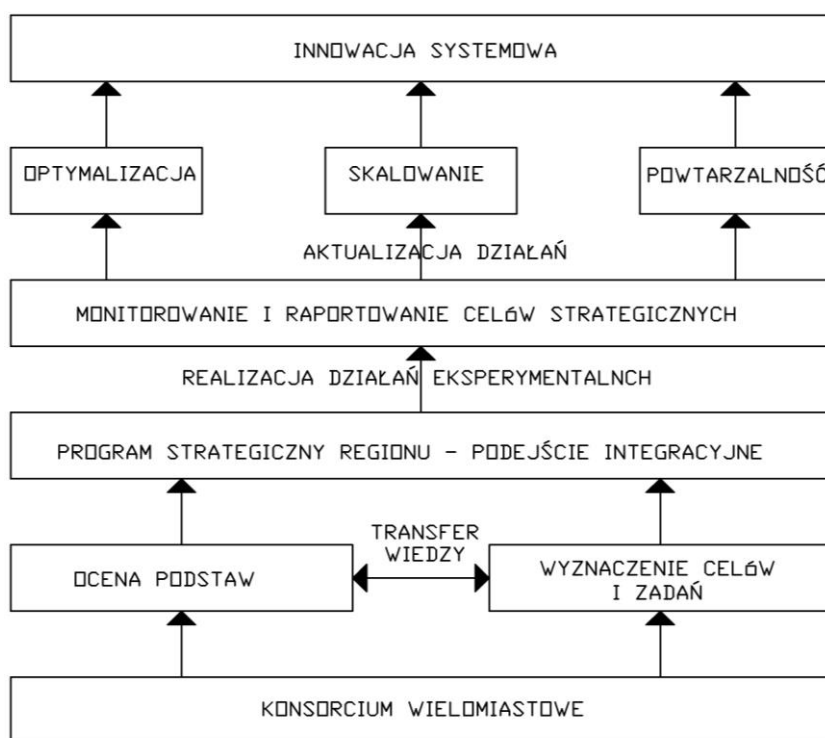 INNOWACJA SYSTEMOWA
OPTYMALIZACJA
SKALOWANIE
POWTARZALNOŚĆ
AKTUALIZACJA DZIAŁAŃ
MONITOROWANIE I RAPORTOWANIE CELÓW STRATEGICZNYCH
REALIZACJA DZIAŁAŃ EKSPERYMENTALNCH
PROGRAM STRATEGICZNY REGIONU - PODEJŚCIE INTEGRACYJNE
TRANSFER
WIEDZY
OCENA PODSTAW
WYZNACZENIE CELÓW
I ZADAŃ
KONSORCIUM WIELOMIASTOWE